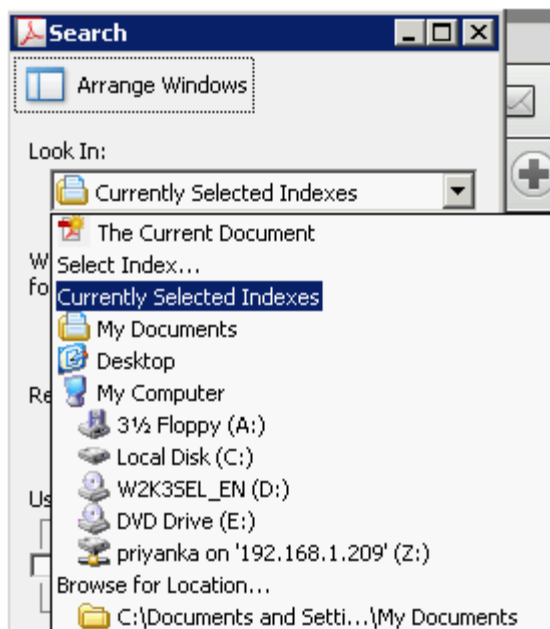 Search
Arrange Windows
Look In:
Currently Selected Indexes
The Current Document
Select Index...
Currently Selected Indexes
My Documents
Desktop
My Computer
3½ Floppy (A:)
Local Disk (C:)
W2K3SEL_EN (D:)
DVD Drive (E:)
priyanka on '192.168.1.209' (Z:)
Browse for Location...
C:\Documents and Setti...\My Documents